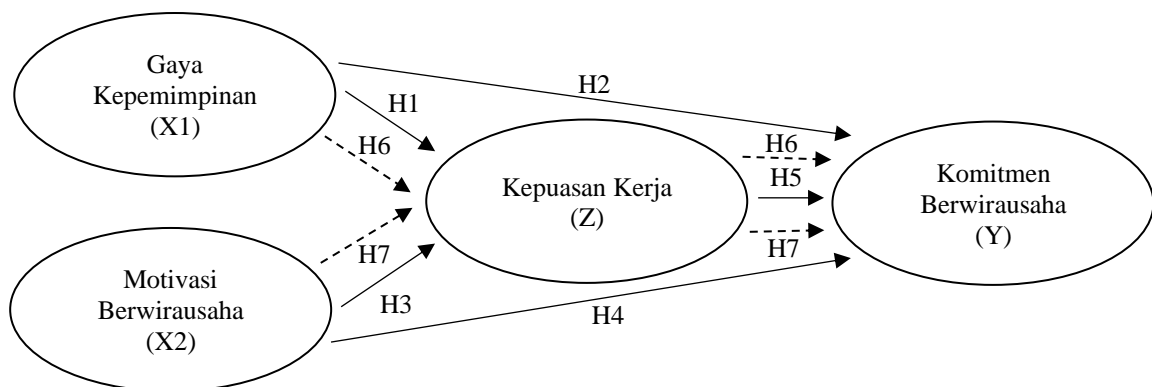 Gaya
Kepemimpinan
(X1)
H2
H1
H6
H6
H5
H7
Kepuasan Kerja
(Z)
Komitmen
Berwirausaha
(Y)
H7
H3
H4
Motivasi
Berwirausaha
(X2)